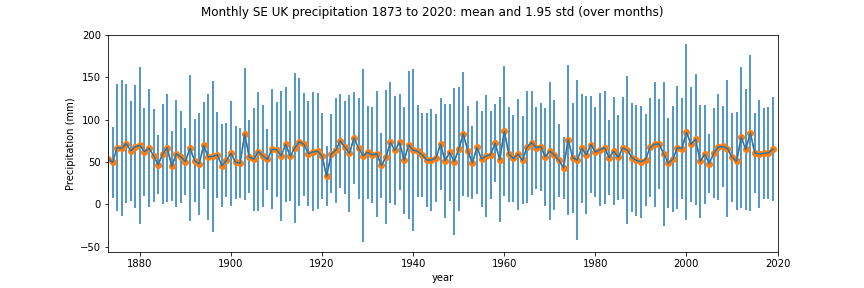 Monthly SE UK precipitation 1873 to 2020: mean and 1.95 std (over months)
200
150
100
50
0
−50
Precipitation (mm)
1880 1900 1920 1940 1960 1980 2000 2020
year